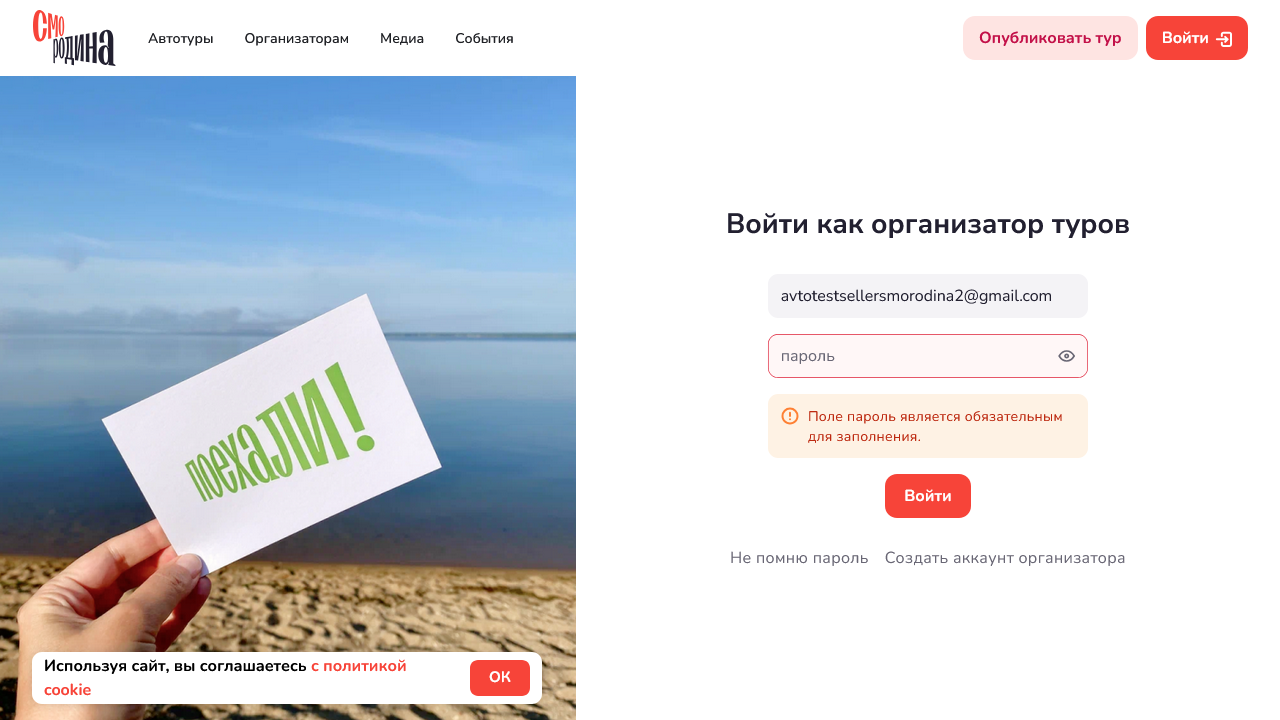 Смородина
Автотуры
Организаторам
Медиа
События
Опубликовать тур
Войти
Войти как организатор туров
avtotestsellersmorodina2@gmail.com
пароль
Поле пароль является обязательным
для заполнения.
Войти
Не помню пароль
Создать аккаунт организатора
поехали!
Используя сайт, вы соглашаетесь с политикой
cookie
ОК